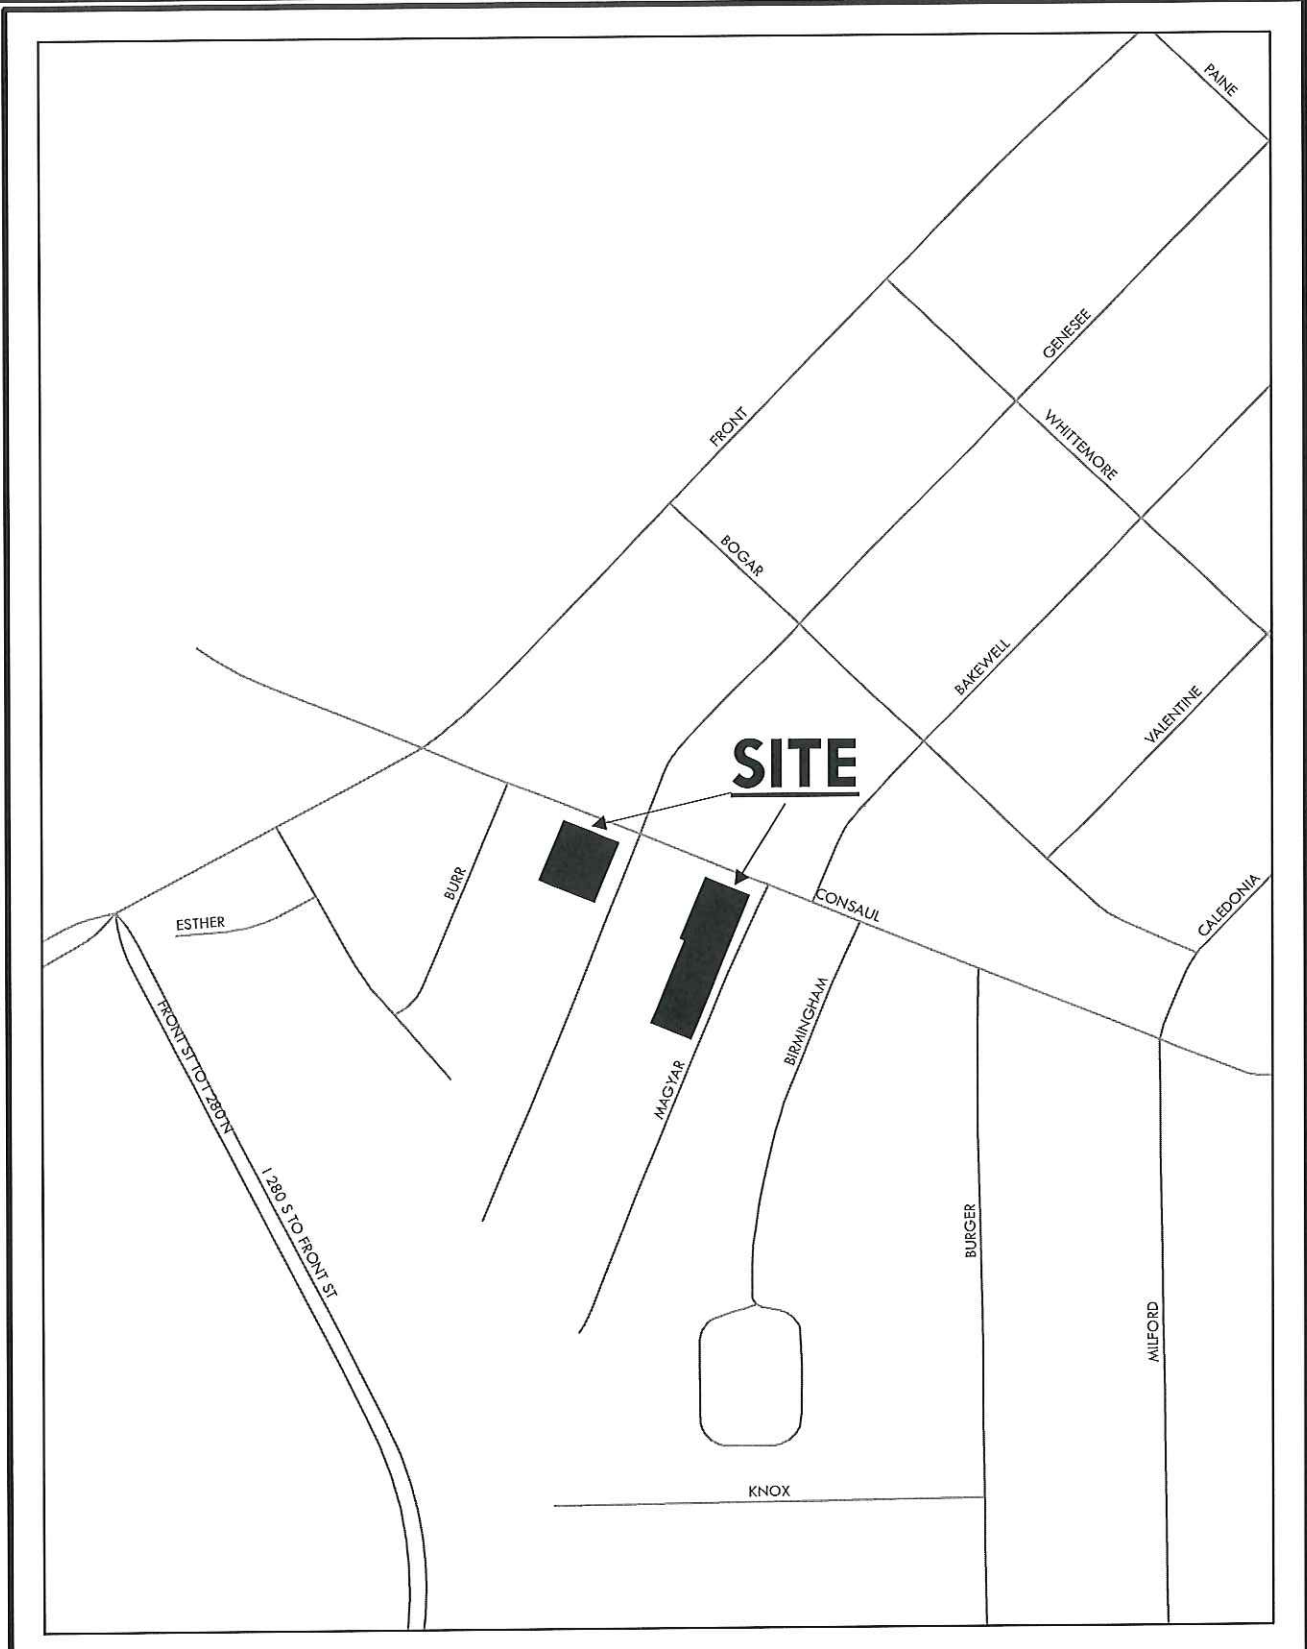 PAINE
GENESEE
FRONT
WHITTEMORE
BOGAR
BAKEWELL
VALENTINE
SITE
BURR
CONSAUL
CALEDONIA
ESTHER
BIRMINGHAM
FRONT ST TO I 280 N
MAGYAR
I 280 S TO FRONT ST
BURGER
MILFORD
KNOX